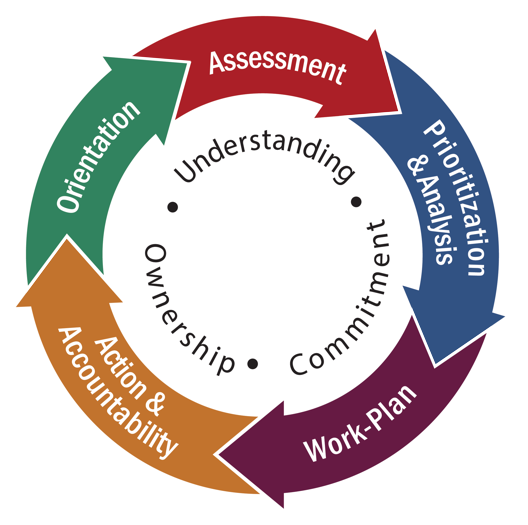 Assessment
Prioritization
& Analysis
Work-Plan
Action &
Accountability
Orientation
Understanding
•
Commitment
•
Ownership
•